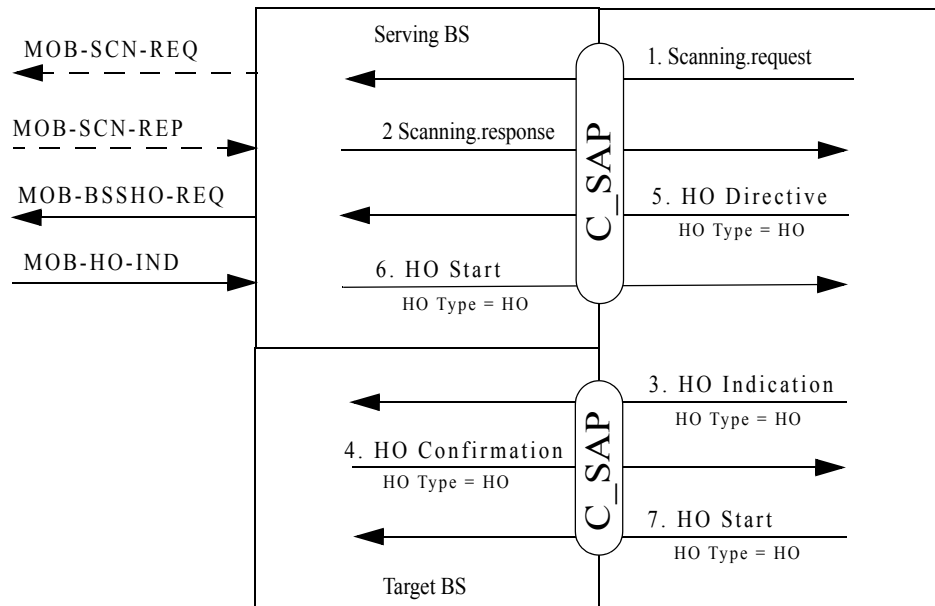 Serving BS
MOB-SCN-REQ
1. Scanning.request
MOB-SCN-REP
2 Scanning.response
C_SAP
MOB-BSSHO-REQ
5. HO Directive
HO Type = HO
MOB-HO-IND
6. HO Start
HO Type = HO
3. HO Indication
HO Type = HO
4. HO Confirmation
HO Type = HO
C_SAP
7. HO Start
HO Type = HO
Target BS